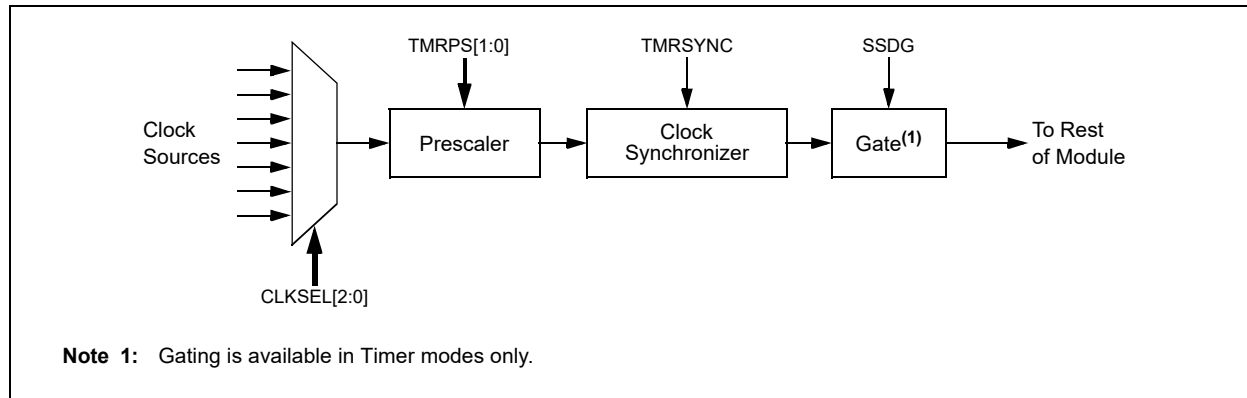 TMRPS[1:0]
TMRSYNC
SSDG
Clock
Sources
Prescaler
Clock
Synchronizer
Gate(1)
To Rest
of Module
CLKSEL[2:0]
Note 1: Gating is available in Timer modes only.